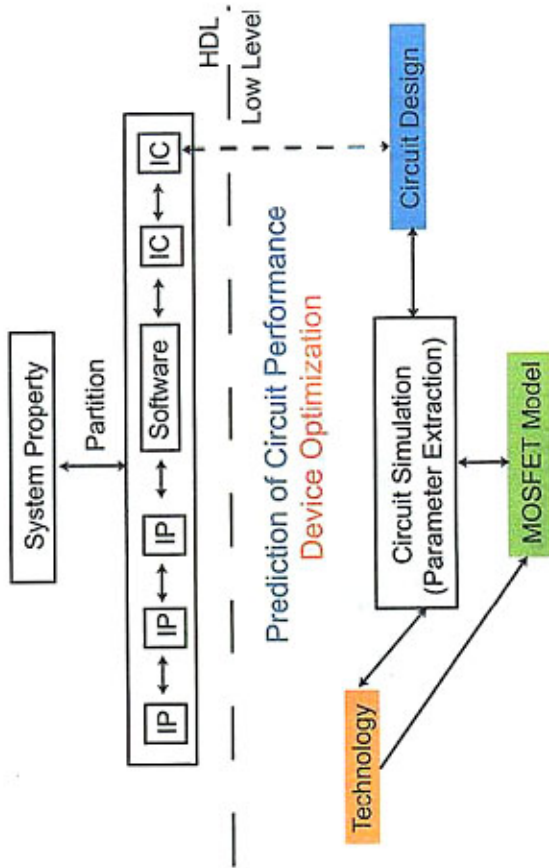 System Property
Partition
IP
IP
IP
Software
IC
IC
HDL
Low Level
Prediction of Circuit Performance
Device Optimization
Technology
Circuit Simulation
(Parameter Extraction)
Circuit Design
MOSFET Model